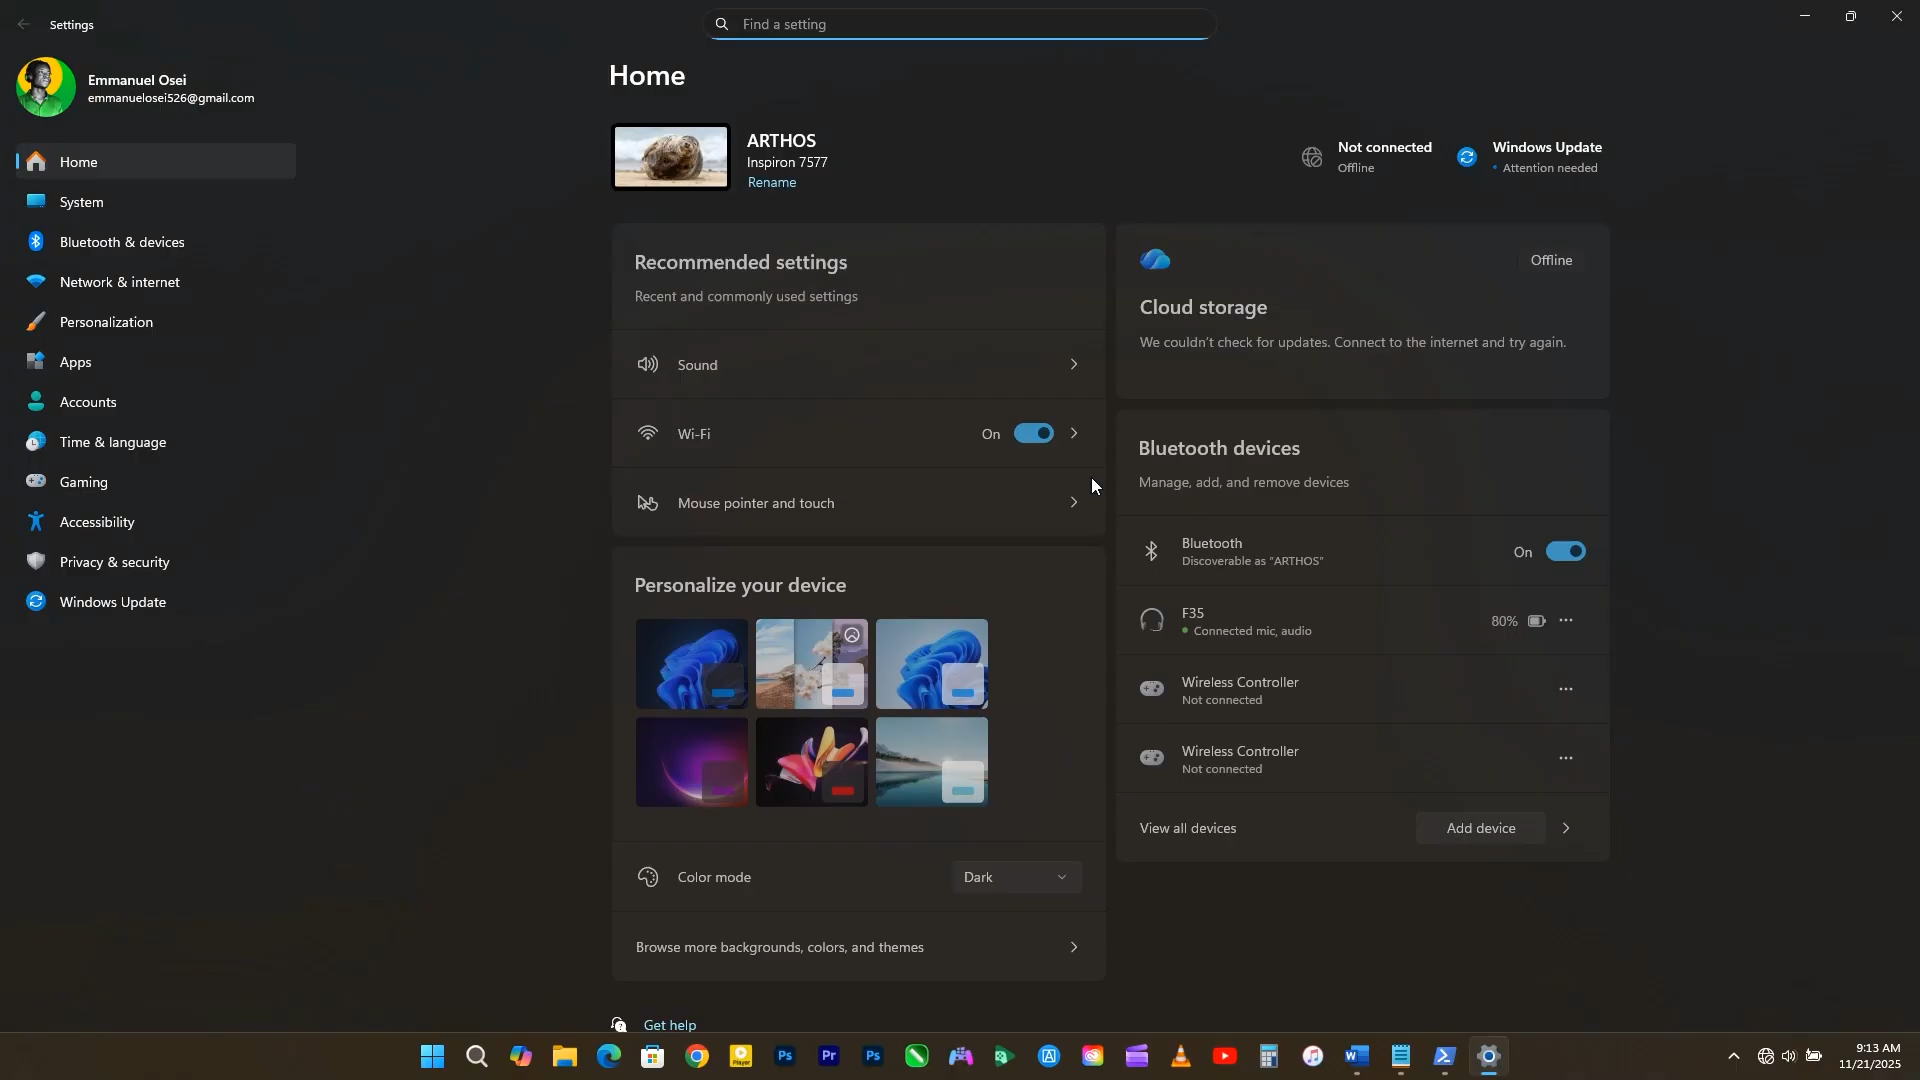 Settings
Find a setting
Emmanuel Osei
emmanuelosei526@gmail.com
Home
System
Bluetooth & devices
Network & internet
Personalization
Apps
Accounts
Time & language
Gaming
Accessibility
Privacy & security
Windows Update
Home
ARTHOS
Inspiron 7577
Rename
Not connected
Offline
Windows Update
Attention needed
Recommended settings
Recent and commonly used settings
Sound
Wi-Fi
On
Mouse pointer and touch
Personalize your device
Color mode
Dark
Browse more backgrounds, colors, and themes
Get help
Offline
Cloud storage
We couldn't check for updates. Connect to the internet and try again.
Bluetooth devices
Manage, add, and remove devices
Bluetooth
Discoverable as "ARTHOS"
On
F35
Connected mic, audio
80%
Wireless Controller
Not connected
Wireless Controller
Not connected
View all devices
Add device
Player
Ps
Pr
Ps
W
9:13 AM
11/21/2025